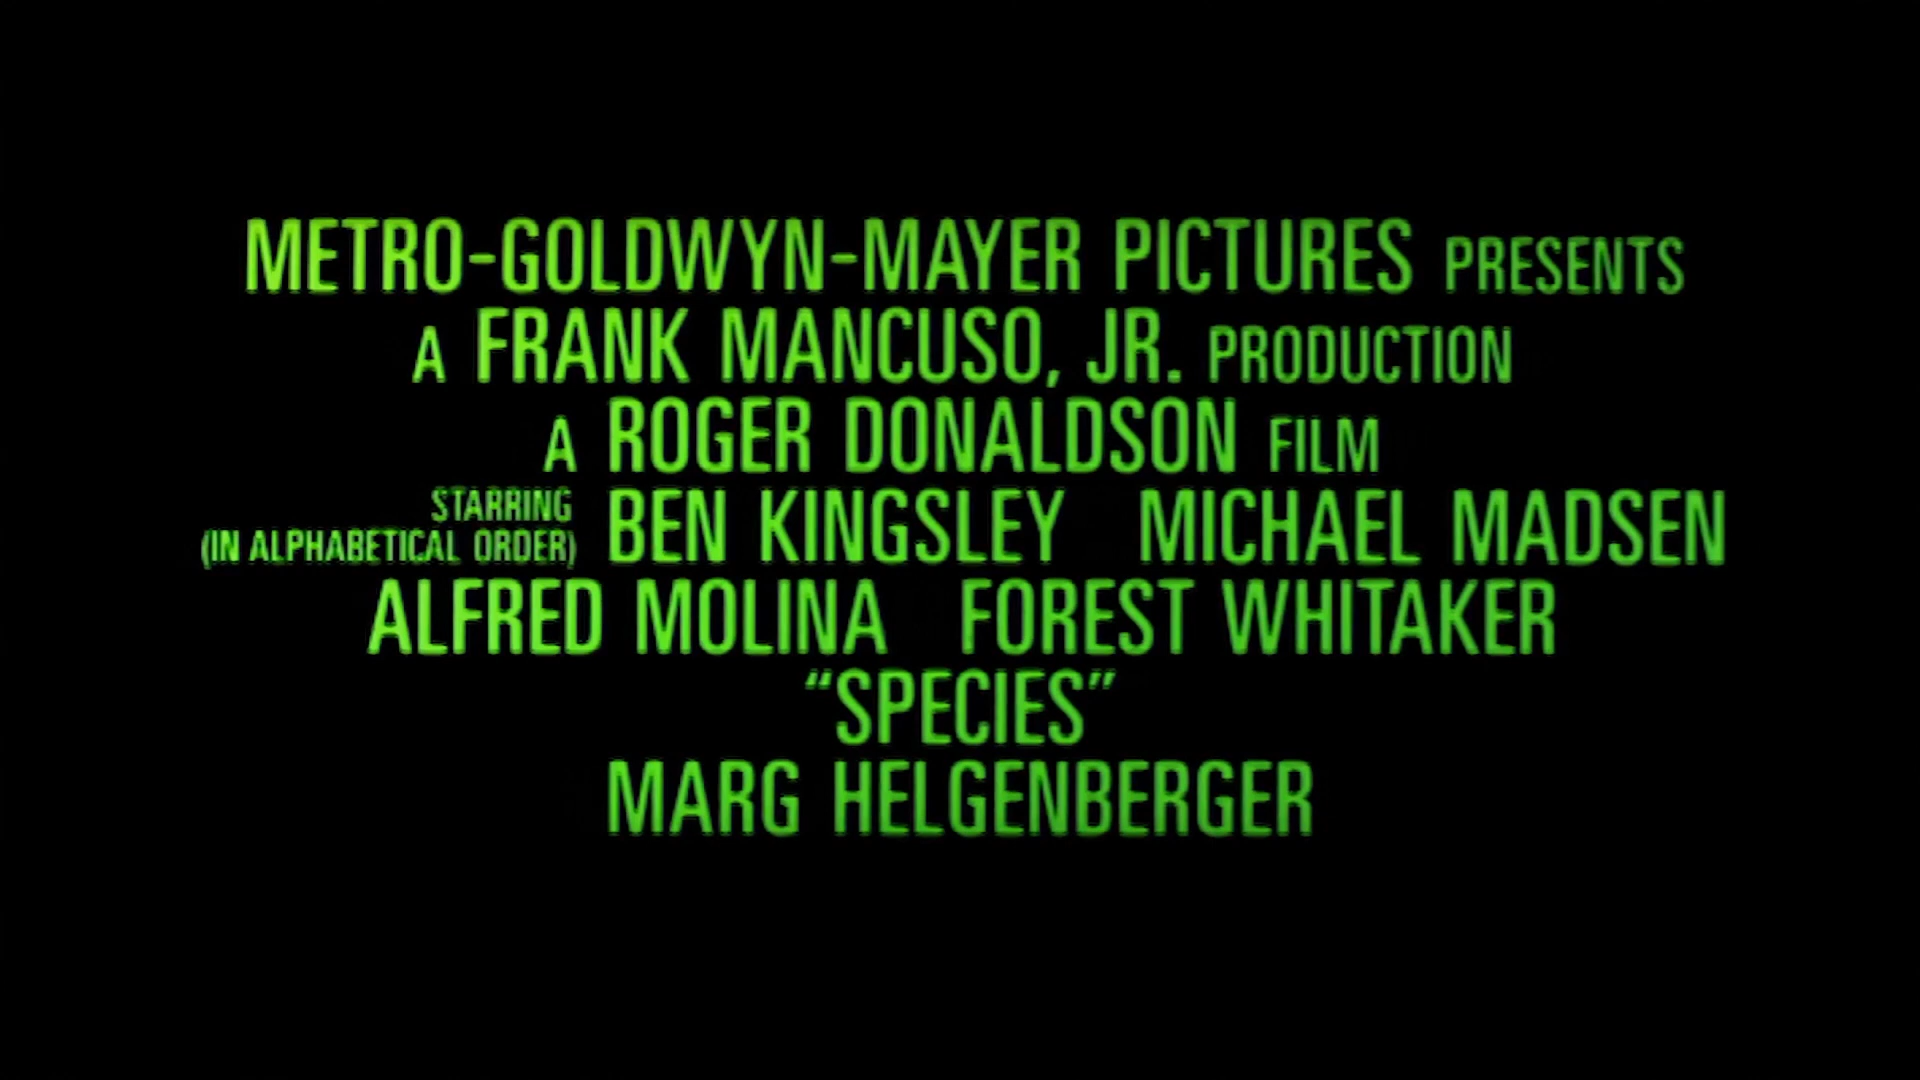 METRO-GOLDWYN-MAYER PICTURES PRESENTS
A FRANK MANCUSO, JR. PRODUCTION
A ROGER DONALDSON FILM
STARRING
(IN ALPHABETICAL ORDER) BEN KINGSLEY MICHAEL MADSEN
ALFRED MOLINA FOREST WHITAKER
“SPECIES”
MARG HELGENBERGER